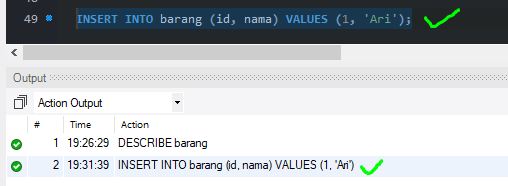 49 INSERT INTO barang (id, nama) VALUES (1, 'Ari');
Output
Action Output
# Time Action
1 19:26:29 DESCRIBE barang
2 19:31:39 INSERT INTO barang (id, nama) VALUES (1, 'Ari')